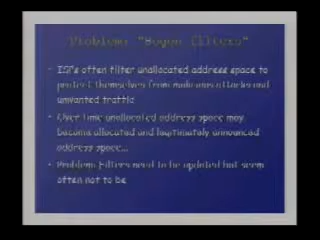 Problem: "Bogon Filters"
• ISPs often filter unallocated address space to
protect themselves from malicious attacks and
unwanted traffic
• Over time unallocated address space may
become allocated and legitimately announced
address space...
• Problem: Filters need to be updated but seem
often not to be